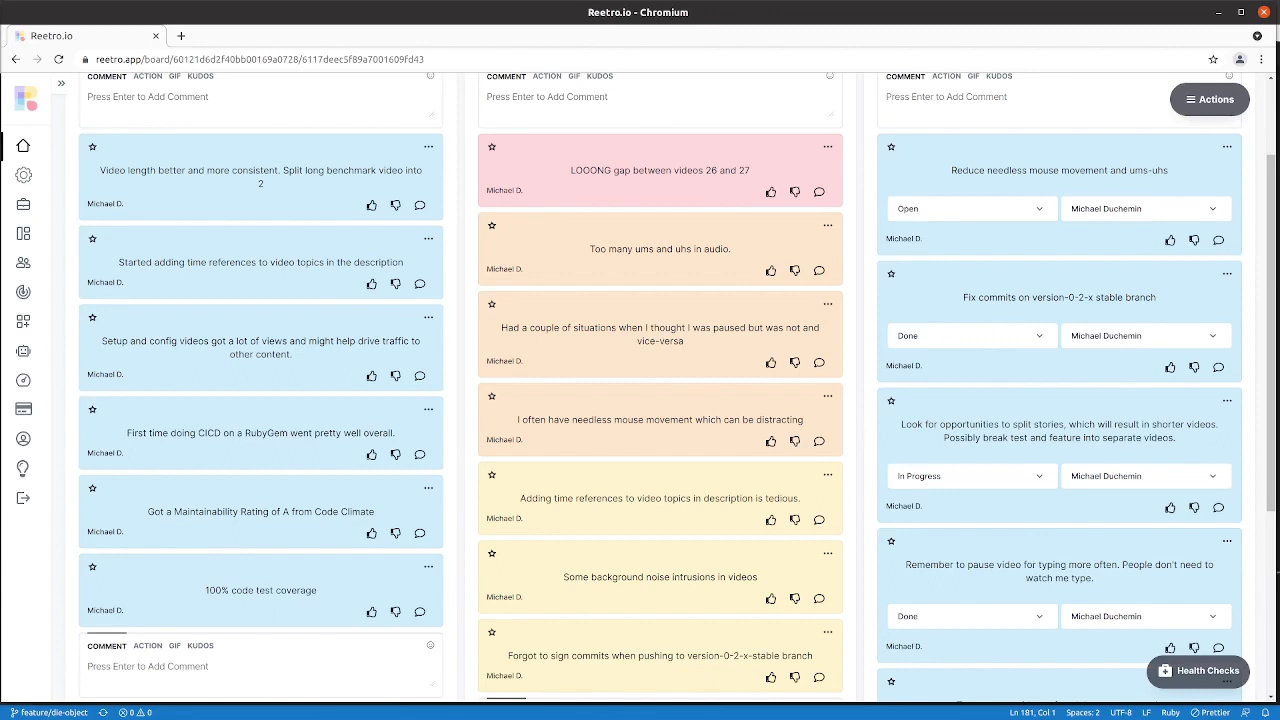 Reetro.io - Chromium
Reetro.io
reetro.app/board/60121d6d2f40bb00169a0728/6117deec5f89a7001609fd43
COMMENT ACTION GIF KUDOS
Press Enter to Add Comment
Video length better and more consistent. Split long benchmark video into
2
Michael D.
Started adding time references to video topics in the description
Michael D.
Setup and config videos got a lot of views and might help drive traffic to
other content.
Michael D.
First time doing CICD on a RubyGem went pretty well overall.
Michael D.
Got a Maintainability Rating of A from Code Climate
Michael D.
100% code test coverage
Michael D.
COMMENT ACTION GIF KUDOS
Press Enter to Add Comment
COMMENT ACTION GIF KUDOS
Press Enter to Add Comment
LOOONG gap between videos 26 and 27
Michael D.
Too many ums and uhs in audio.
Michael D.
Had a couple of situations when I thought I was paused but was not and
vice-versa
Michael D.
I often have needless mouse movement which can be distracting
Michael D.
Adding time references to video topics in description is tedious.
Michael D.
Some background noise intrusions in videos
Michael D.
Forgot to sign commits when pushing to version-0-2-x-stable branch
Michael D.
COMMENT ACTION GIF KUDOS
Press Enter to Add Comment
Actions
Reduce needless mouse movement and ums-uhs
Open Michael Duchemin
Michael D.
Fix commits on version-0-2-x stable branch
Done Michael Duchemin
Michael D.
Look for opportunities to split stories, which will result in shorter videos.
Possibly break test and feature into separate videos.
In Progress Michael Duchemin
Michael D.
Remember to pause video for typing more often. People don't need to
watch me type.
Done Michael Duchemin
Michael D.
Health Checks
feature/die-object 0 0 Ln 181, Col 1 Spaces: 2 UTF-8 LF Ruby Prettier